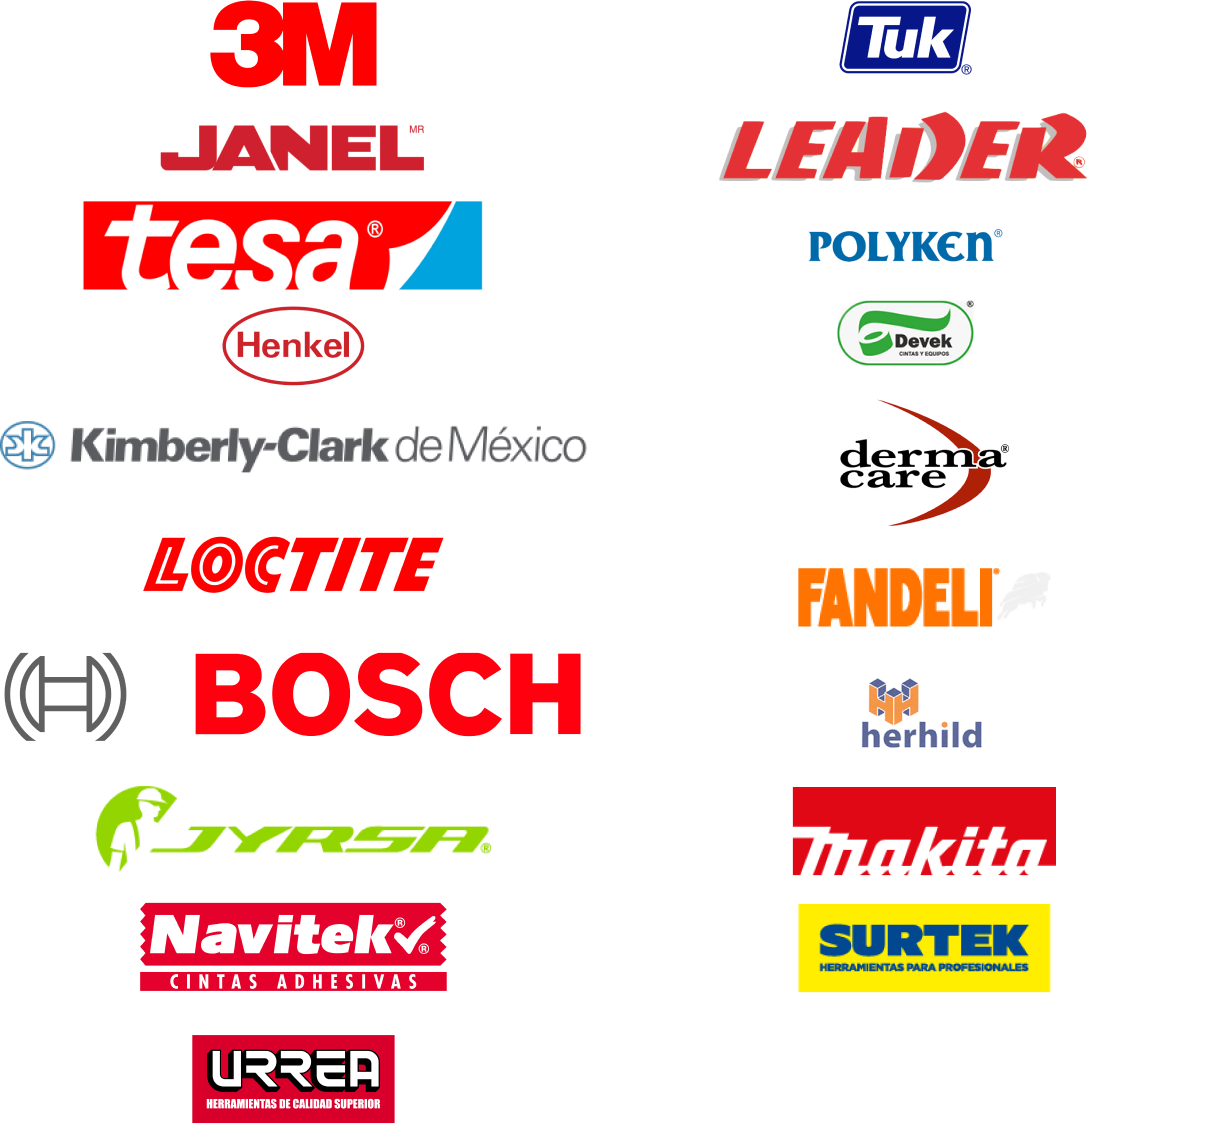 3M
JANEL MR
tesa®
Henkel
Kimberly-Clark de México
LOCTITE
BOSCH
JYRSA®
Navitek®
®
CINTAS ADHESIVAS
URREA
HERRAMIENTAS DE CALIDAD SUPERIOR
Tuk®
LEADER®
POLYKEN®
®
Devek
CINTAS Y EQUIPOS
derma®
care
FANDELI®
herhild
makita
SURTEK
HERRAMIENTAS PARA PROFESIONALES